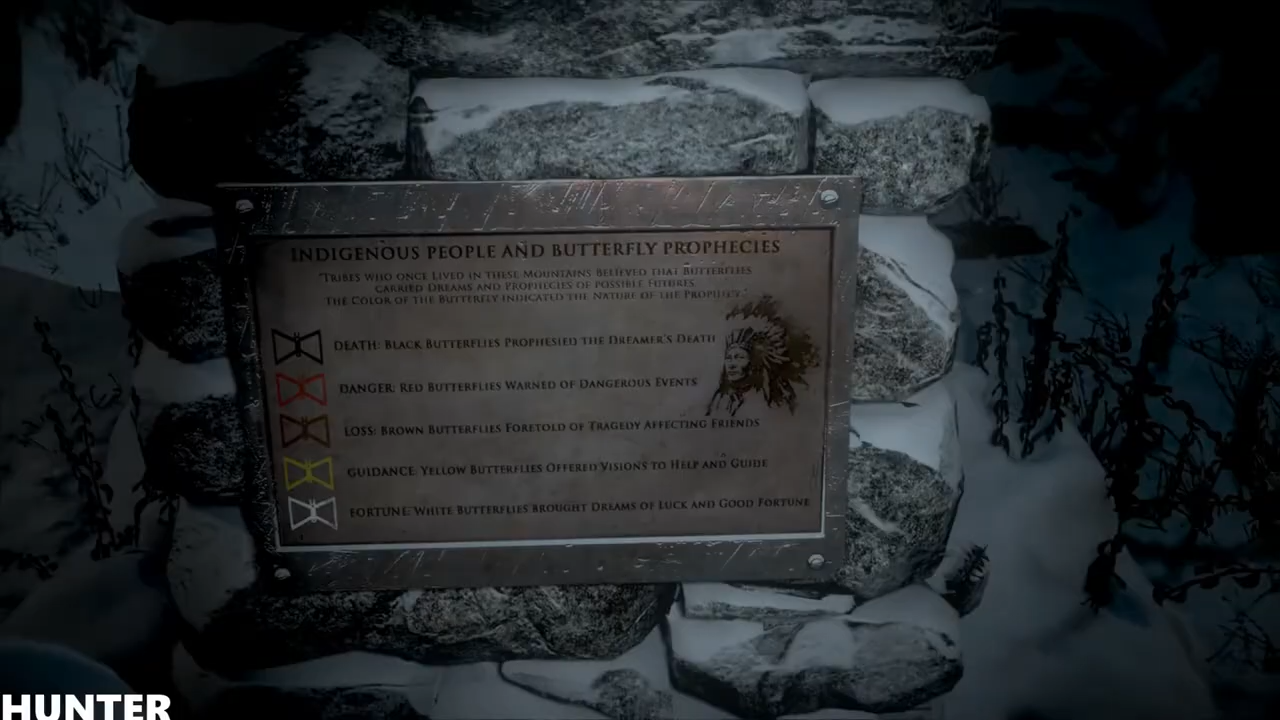 INDIGENOUS PEOPLE AND BUTTERFLY PROPHECIES
"TRIBES WHO ONCE LIVED IN THESE MOUNTAINS BELIEVED THAT BUTTERFLIES
CARRIED DREAMS AND PROPHECIES OF POSSIBLE FUTURES.
THE COLOR OF THE BUTTERFLY INDICATED THE NATURE OF THE PROPHECY."
DEATH: BLACK BUTTERFLIES PROPHESIED THE DREAMER'S DEATH
DANGER: RED BUTTERFLIES WARNED OF DANGEROUS EVENTS
LOSS: BROWN BUTTERFLIES FORETOLD OF TRAGEDY AFFECTING FRIENDS
GUIDANCE: YELLOW BUTTERFLIES OFFERED VISIONS TO HELP AND GUIDE
FORTUNE: WHITE BUTTERFLIES BROUGHT DREAMS OF LUCK AND GOOD FORTUNE
HUNTER